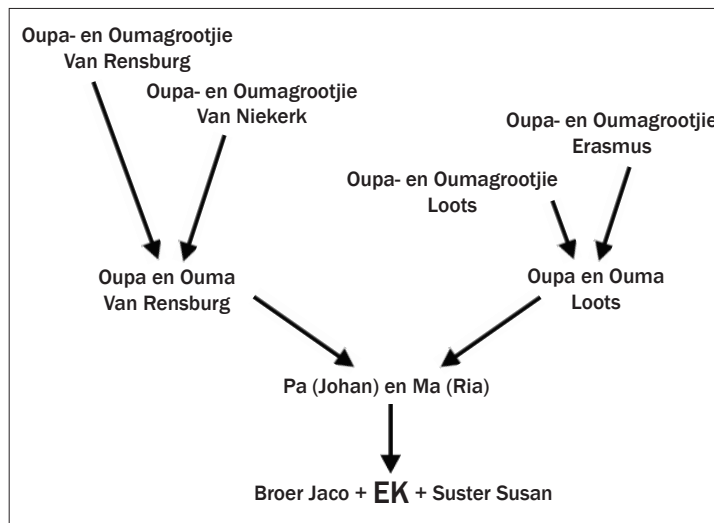 Oupa- en Oumagrootjie
Van Rensburg
Oupa- en Oumagrootjie
Van Niekerk
Oupa- en Oumagrootjie
Erasmus
Oupa- en Oumagrootjie
Loots
Oupa en Ouma
Van Rensburg
Oupa en Ouma
Loots
Pa (Johan) en Ma (Ria)
Broer Jaco + EK + Suster Susan